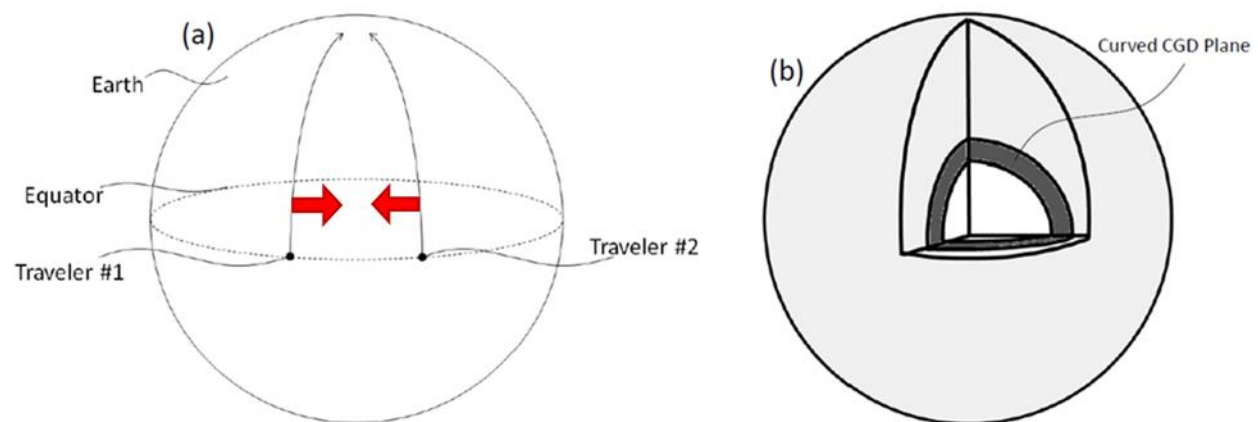 (a)
Earth
Equator
Traveler #1
Traveler #2
(b)
Curved CGD Plane